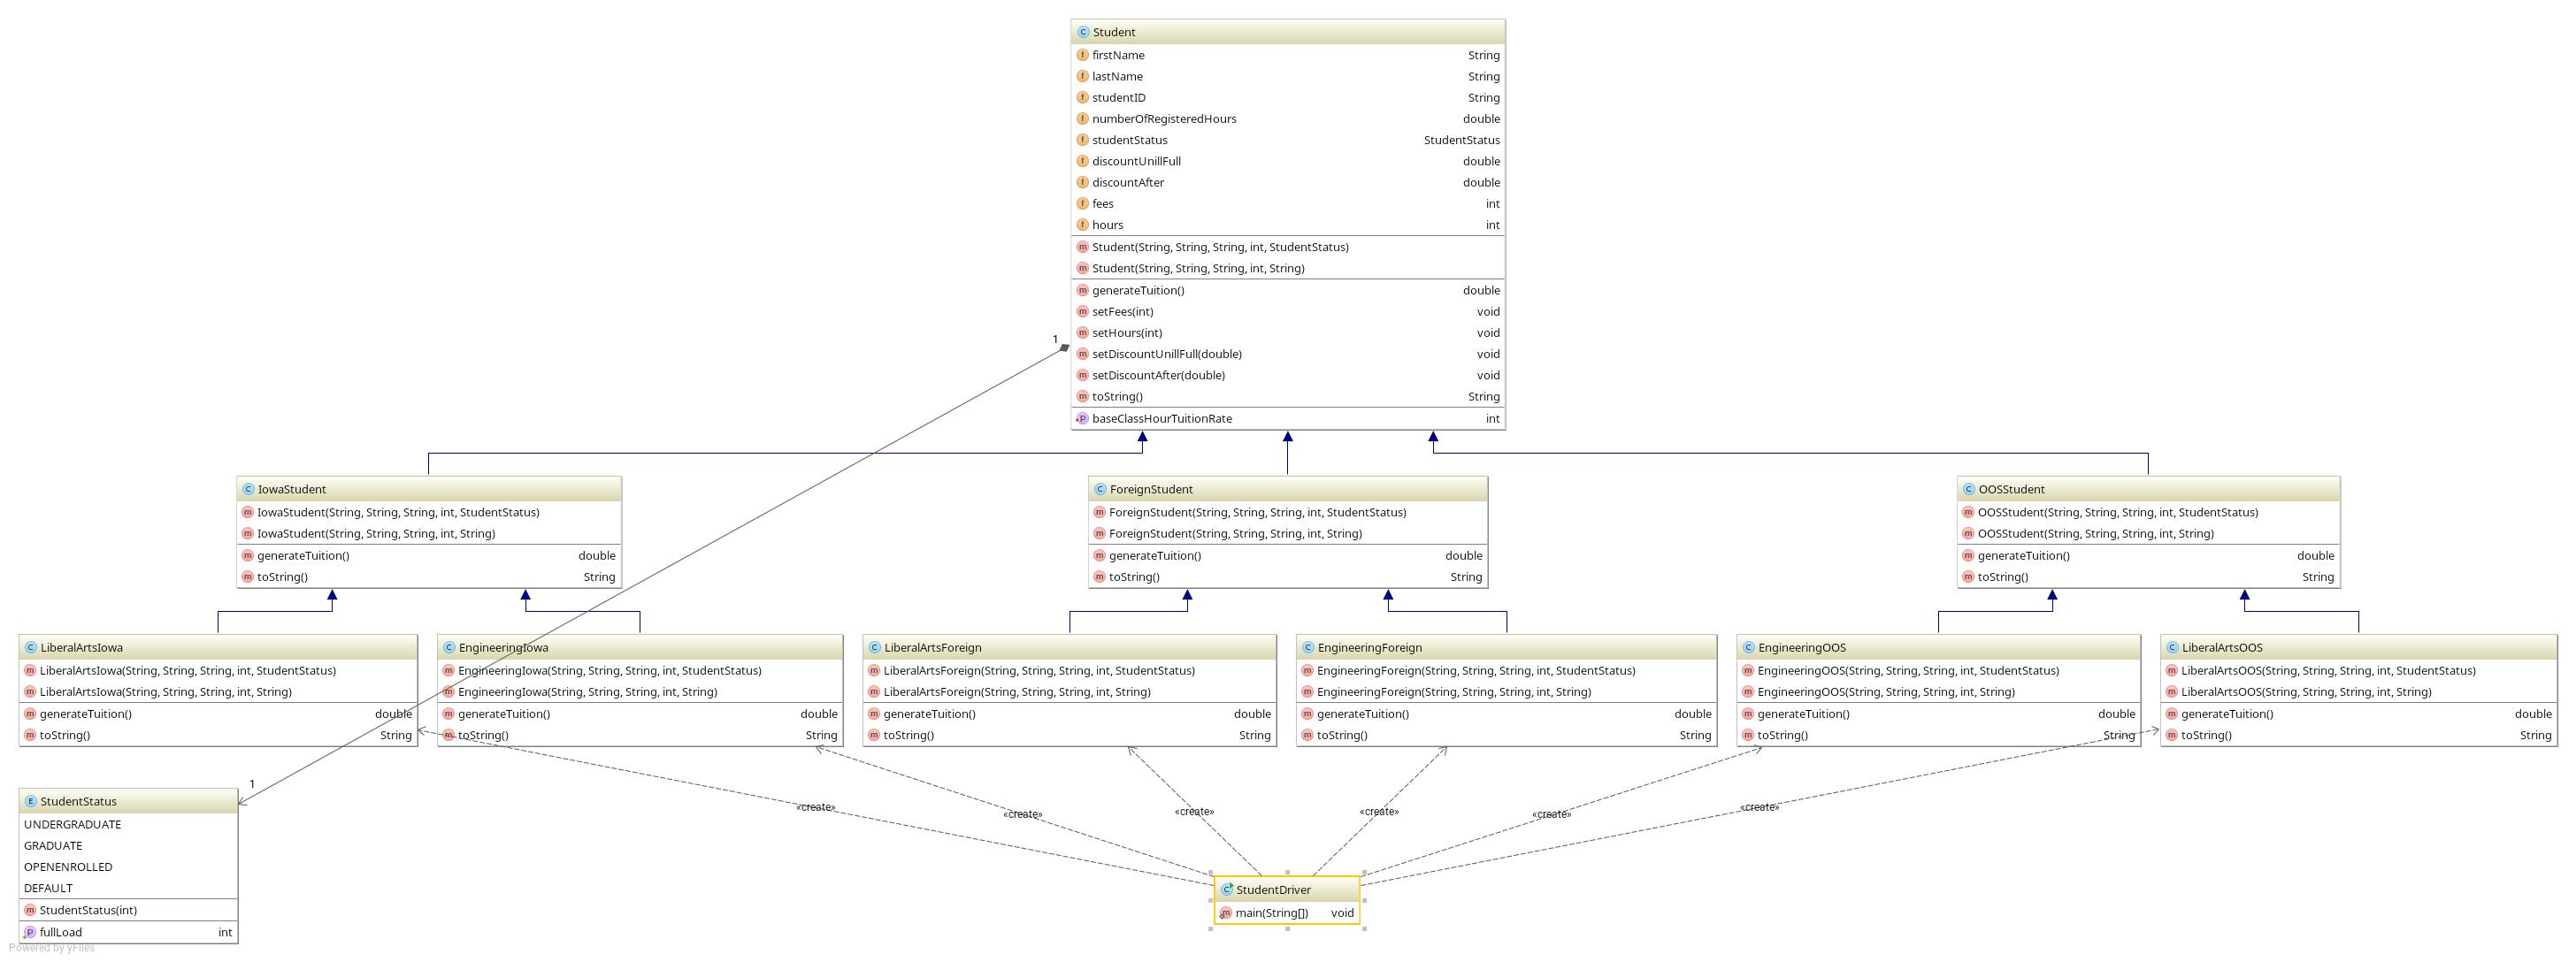 Student
firstName String
lastName String
studentID String
numberOfRegisteredHours double
studentStatus StudentStatus
discountUnillFull double
discountAfter double
fees int
hours int
Student(String, String, String, int, StudentStatus)
Student(String, String, String, int, String)
generateTuition() double
setFees(int) void
setHours(int) void
setDiscountUnillFull(double) void
setDiscountAfter(double) void
toString() String
baseClassHourTuitionRate int
1
IowaStudent
IowaStudent(String, String, String, int, StudentStatus)
IowaStudent(String, String, String, int, String)
generateTuition() double
toString() String
ForeignStudent
ForeignStudent(String, String, String, int, StudentStatus)
ForeignStudent(String, String, String, int, String)
generateTuition() double
toString() String
OOSStudent
OOSStudent(String, String, String, int, StudentStatus)
OOSStudent(String, String, String, int, String)
generateTuition() double
toString() String
LiberalArtsIowa
LiberalArtsIowa(String, String, String, int, StudentStatus)
LiberalArtsIowa(String, String, String, int, String)
generateTuition() double
toString() String
EngineeringIowa
EngineeringIowa(String, String, String, int, StudentStatus)
EngineeringIowa(String, String, String, int, String)
generateTuition() double
toString() String
LiberalArtsForeign
LiberalArtsForeign(String, String, String, int, StudentStatus)
LiberalArtsForeign(String, String, String, int, String)
generateTuition() double
toString() String
EngineeringForeign
EngineeringForeign(String, String, String, int, StudentStatus)
EngineeringForeign(String, String, String, int, String)
generateTuition() double
toString() String
EngineeringOOS
EngineeringOOS(String, String, String, int, StudentStatus)
EngineeringOOS(String, String, String, int, String)
generateTuition() double
toString() String
LiberalArtsOOS
LiberalArtsOOS(String, String, String, int, StudentStatus)
LiberalArtsOOS(String, String, String, int, String)
generateTuition() double
toString() String
1
StudentStatus
UNDERGRADUATE
GRADUATE
OPENENROLLED
DEFAULT
StudentStatus(int)
fullLoad int
«create»
«create»
«create»
«create»
«create»
«create»
StudentDriver
main(String[]) void
Powered by yFiles